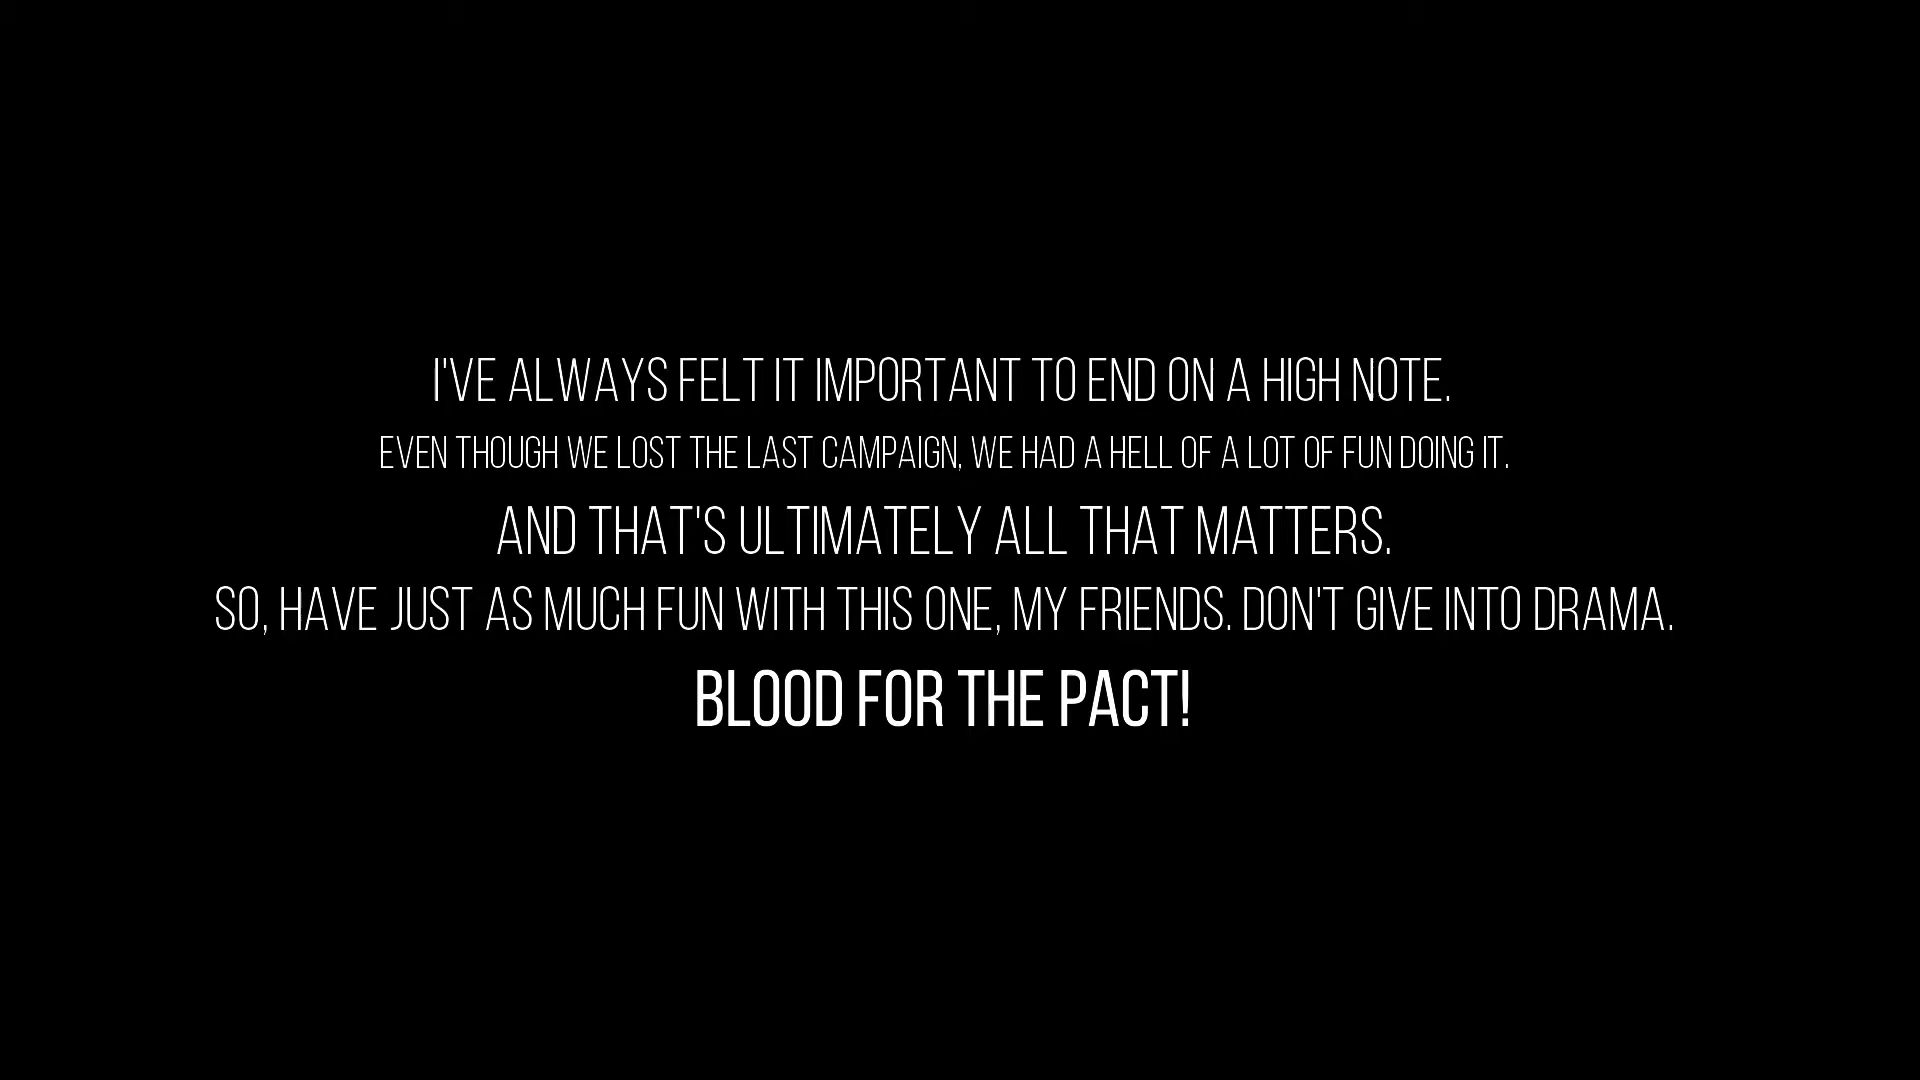 I'VE ALWAYS FELT IT IMPORTANT TO END ON A HIGH NOTE.
EVEN THOUGH WE LOST THE LAST CAMPAIGN, WE HAD A HELL OF A LOT OF FUN DOING IT.
AND THAT'S ULTIMATELY ALL THAT MATTERS.
SO, HAVE JUST AS MUCH FUN WITH THIS ONE, MY FRIENDS. DON'T GIVE INTO DRAMA.
BLOOD FOR THE PACT!